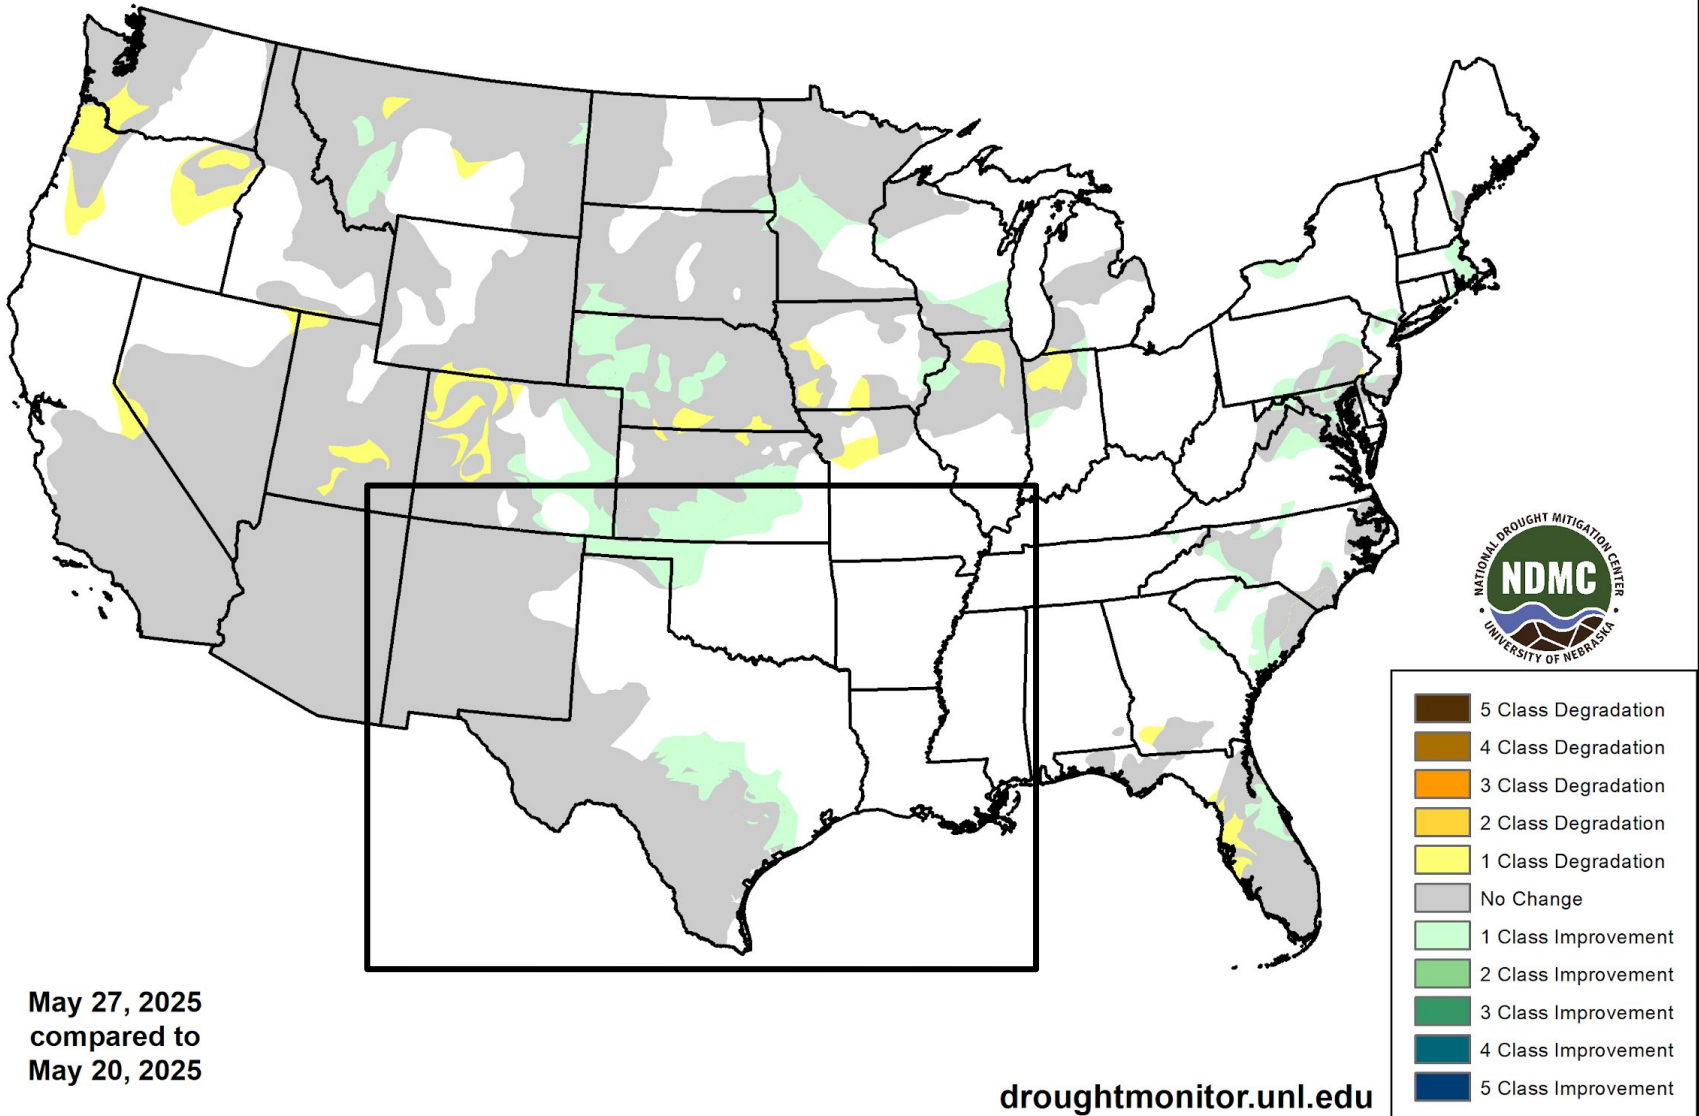 NATIONAL DROUGHT MITIGATION CENTER
NDMC
UNIVERSITY OF NEBRASKA
5 Class Degradation
4 Class Degradation
3 Class Degradation
2 Class Degradation
1 Class Degradation
No Change
1 Class Improvement
2 Class Improvement
3 Class Improvement
4 Class Improvement
5 Class Improvement
May 27, 2025
compared to
May 20, 2025
droughtmonitor.unl.edu